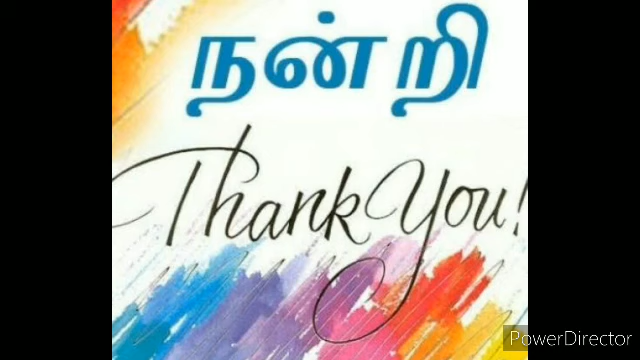 நன்றி
Thank You!
PowerDirector